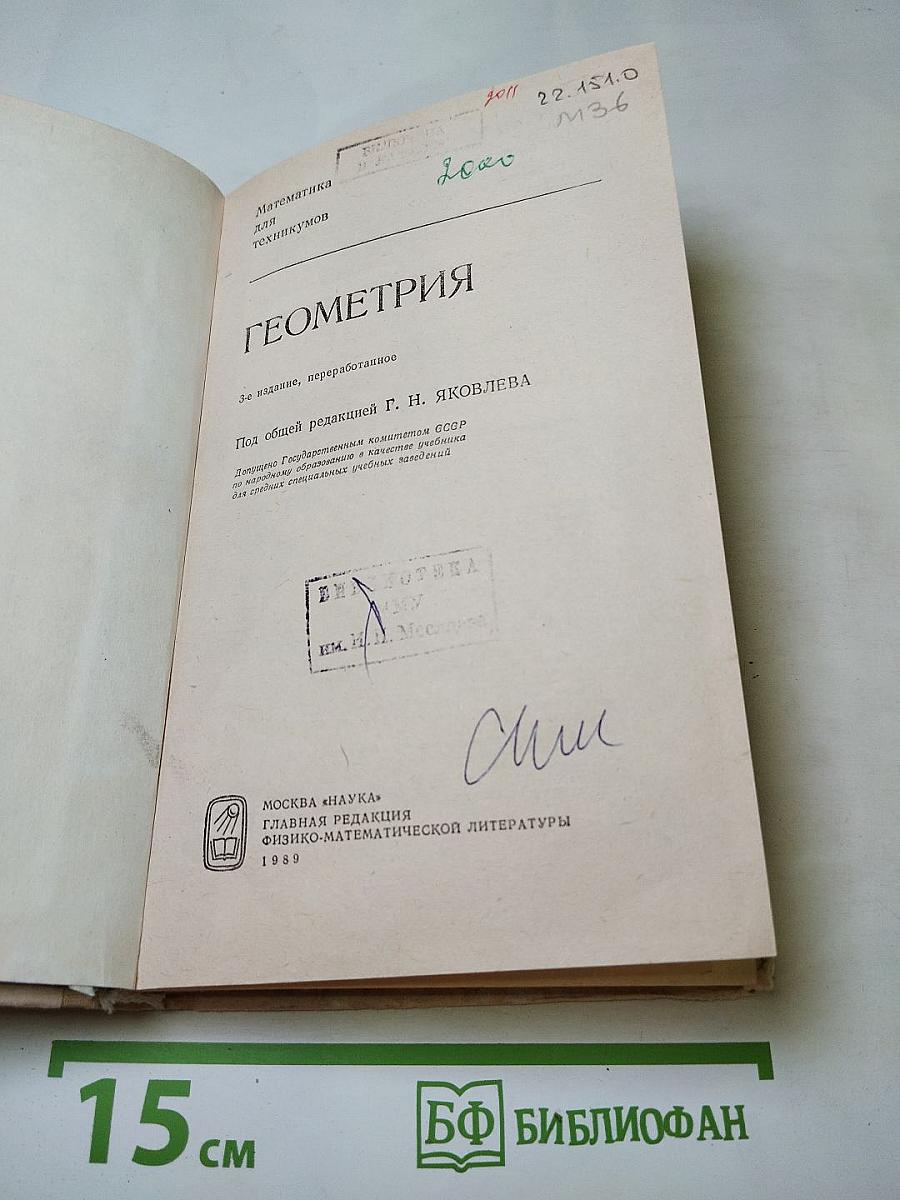 2011
22.151.0
М36
БИБЛИОТЕКА
2000
Математика
для
техникумов
ГЕОМЕТРИЯ
3-е издание, переработанное
Под общей редакцией Г. Н. ЯКОВЛЕВА
Допущено Государственным комитетом СССР
по народному образованию в качестве учебника
для средних специальных учебных заведений
БИБЛИОТЕКА
им.
МОСКВА «НАУКА»
ГЛАВНАЯ РЕДАКЦИЯ
ФИЗИКО-МАТЕМАТИЧЕСКОЙ ЛИТЕРАТУРЫ
1989
15 см
БФ БИБЛИОФАН